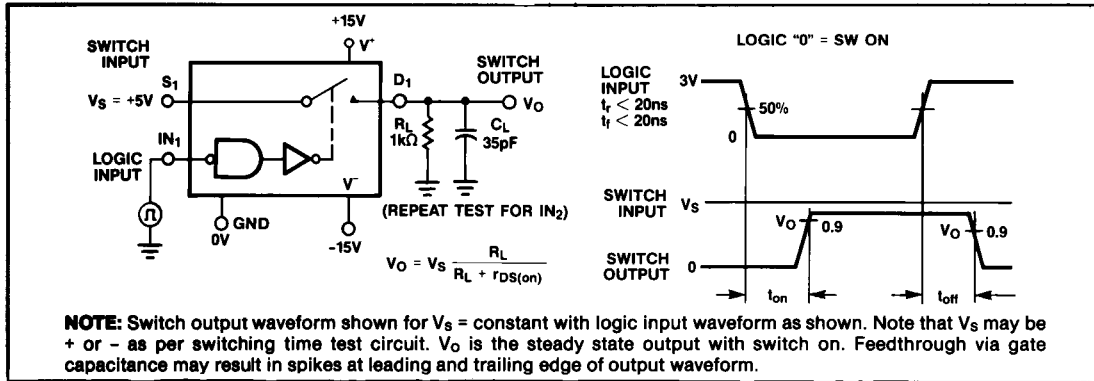 +15V
V+
SWITCH
INPUT
S1
VS = +5V
IN1
LOGIC
INPUT
GND
0V
V−
-15V
D1
SWITCH
OUTPUT
VO
RL
1kΩ
CL
35pF
(REPEAT TEST FOR IN2)
VO = VS RL / RL + rDS(on)
LOGIC "0" = SW ON
LOGIC
INPUT
tr < 20ns
tf < 20ns
3V
50%
0
SWITCH
INPUT
VS
VO
0.9
VO
0.9
SWITCH
OUTPUT
0
ton
toff
NOTE: Switch output waveform shown for VS = constant with logic input waveform as shown. Note that VS may be
+ or – as per switching time test circuit. VO is the steady state output with switch on. Feedthrough via gate
capacitance may result in spikes at leading and trailing edge of output waveform.